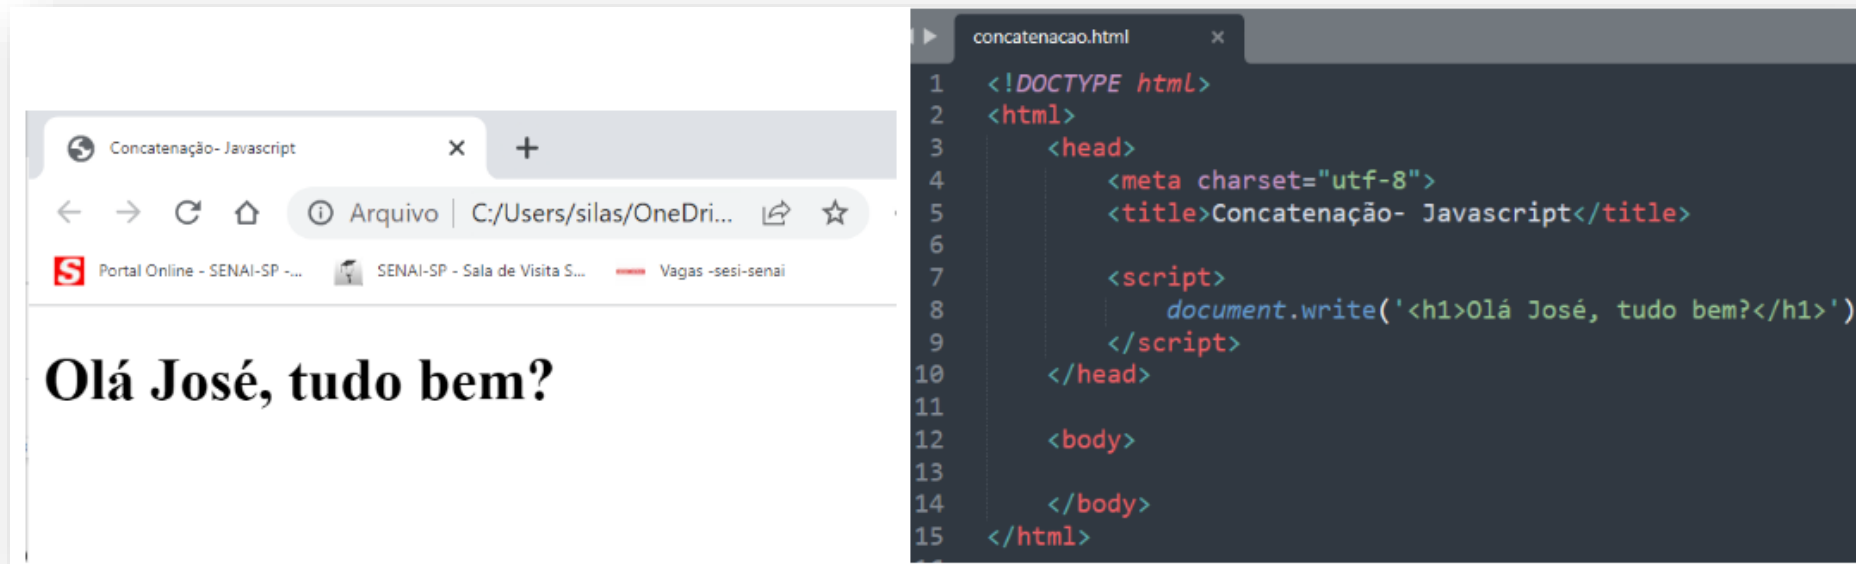 Concatenação- Javascript
Arquivo C:/Users/silas/OneDri...
S Portal Online - SENAI-SP -... SENAI-SP - Sala de Visita S... Vagas -sesi-senai
Olá José, tudo bem?
concatenacao.html
1 <!DOCTYPE html>
2 <html>
3 <head>
4 <meta charset="utf-8">
5 <title>Concatenação- Javascript</title>
6
7 <script>
8 document.write('<h1>Olá José, tudo bem?</h1>')
9 </script>
10 </head>
11
12 <body>
13
14 </body>
15 </html>